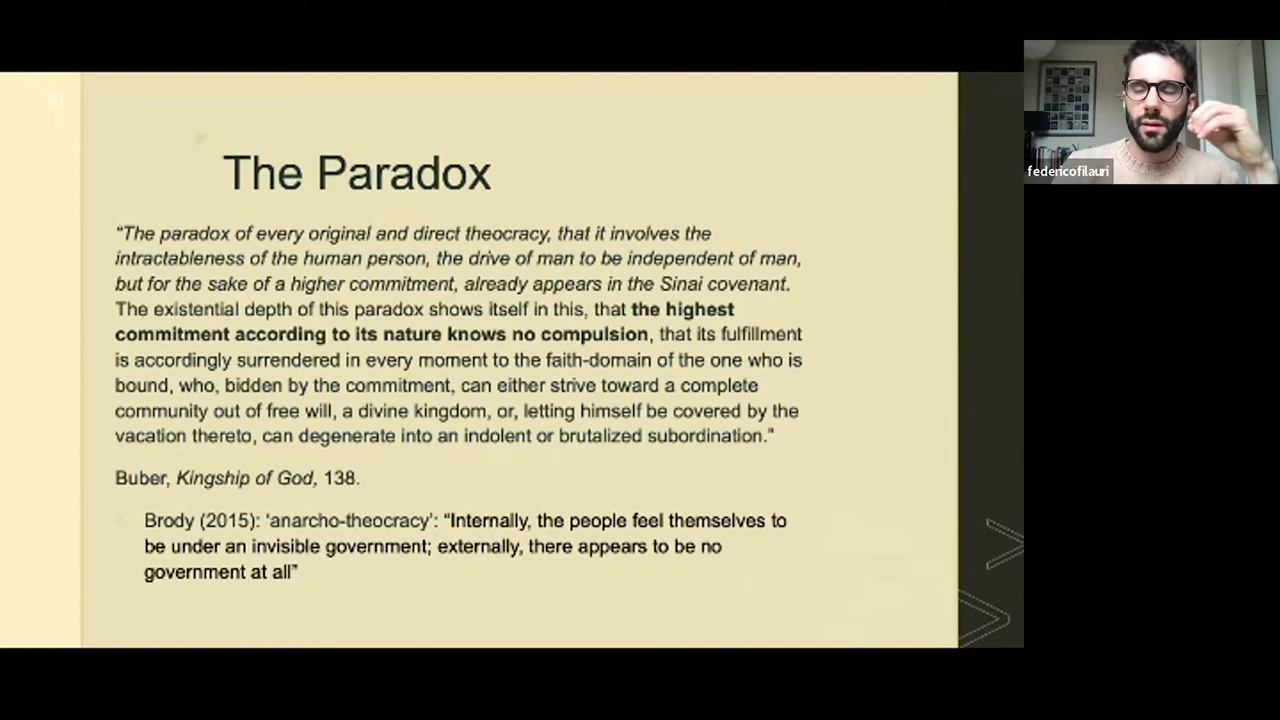 The Paradox
“The paradox of every original and direct theocracy, that it involves the
intractableness of the human person, the drive of man to be independent of man,
but for the sake of a higher commitment, already appears in the Sinai covenant.
The existential depth of this paradox shows itself in this, that the highest
commitment according to its nature knows no compulsion, that its fulfillment
is accordingly surrendered in every moment to the faith-domain of the one who is
bound, who, bidden by the commitment, can either strive toward a complete
community out of free will, a divine kingdom, or, letting himself be covered by the
vacation thereto, can degenerate into an indolent or brutalized subordination.”
Buber, Kingship of God, 138.
Brody (2015): ‘anarcho-theocracy’: “Internally, the people feel themselves to
be under an invisible government; externally, there appears to be no
government at all”
federicofilauri